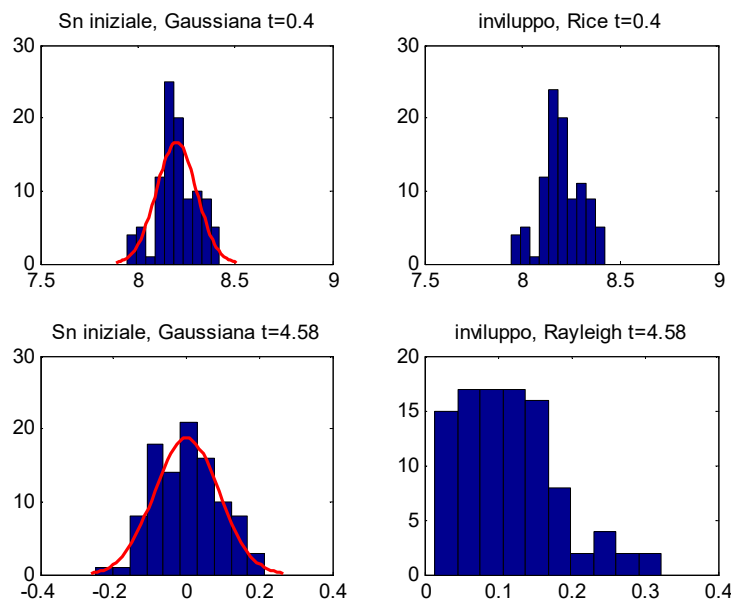 Sn iniziale, Gaussiana t=0.4
30
20
10
0
7.5 8 8.5 9
inviluppo, Rice t=0.4
30
20
10
0
7.5 8 8.5 9
Sn iniziale, Gaussiana t=4.58
30
20
10
0
-0.4 -0.2 0 0.2 0.4
inviluppo, Rayleigh t=4.58
20
15
10
5
0
0 0.1 0.2 0.3 0.4